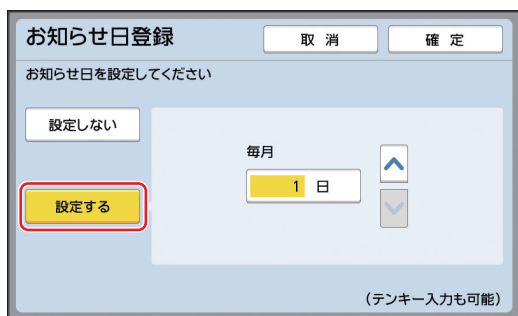 お知らせ日登録
取 消
確 定
お知らせ日を設定してください
設定しない
毎月
1 日
設定する
(テンキー入力も可能)